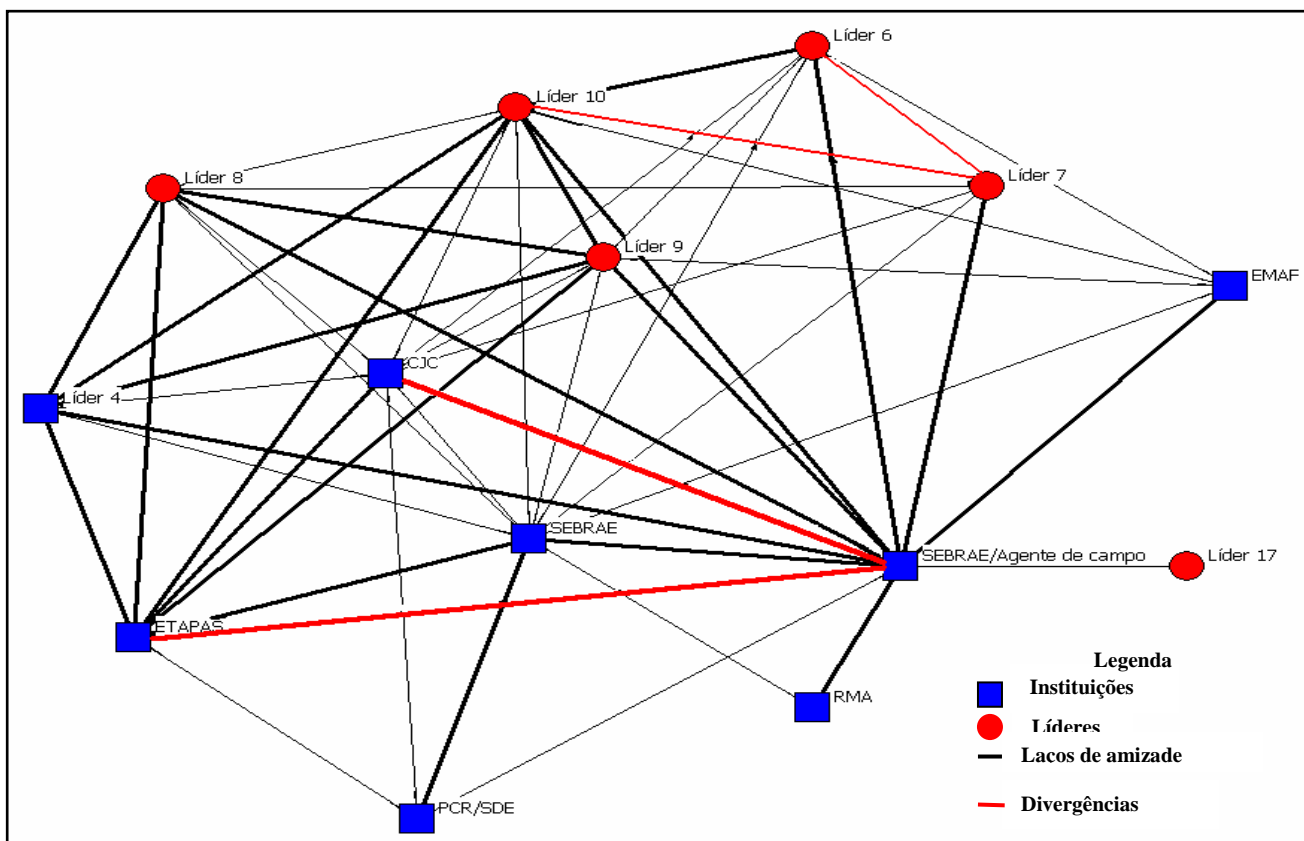 Líder 6
Líder 10
Líder 8
Líder 7
Líder 9
EMAF
CJC
Líder 4
SEBRAE
SEBRAE/Agente de campo
Líder 17
ETAPAS
RMA
PCR/SDE
Legenda
Instituições
Líderes
Lacos de amizade
Divergências